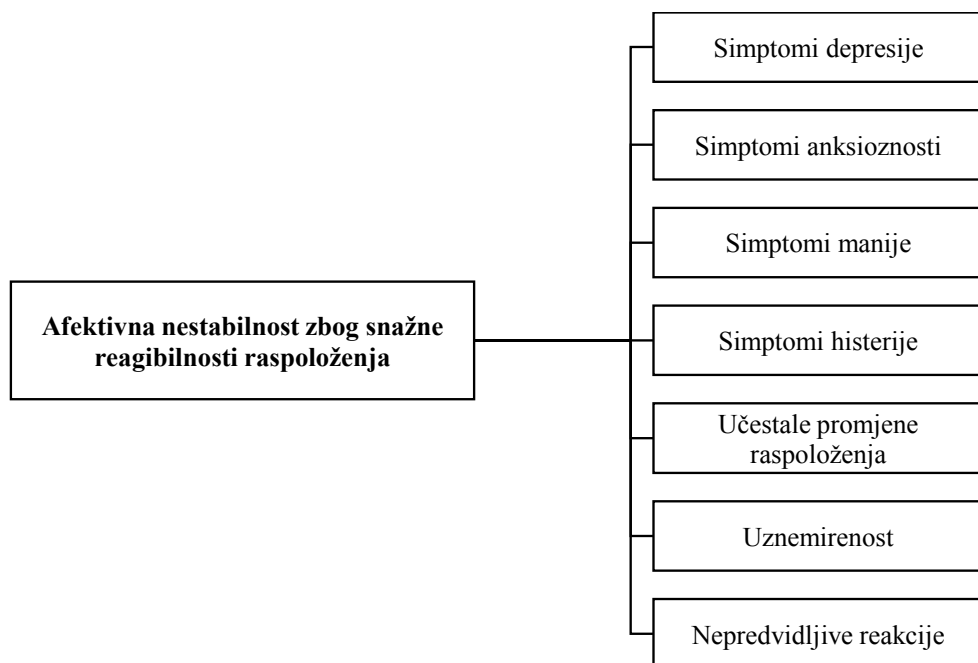 Simptomi depresije
Simptomi anksioznosti
Simptomi manije
Afektivna nestabilnost zbog snažne
reagibilnosti raspoloženja
Simptomi histerije
Učestale promjene
raspoloženja
Uznemirenost
Nepredvidljive reakcije